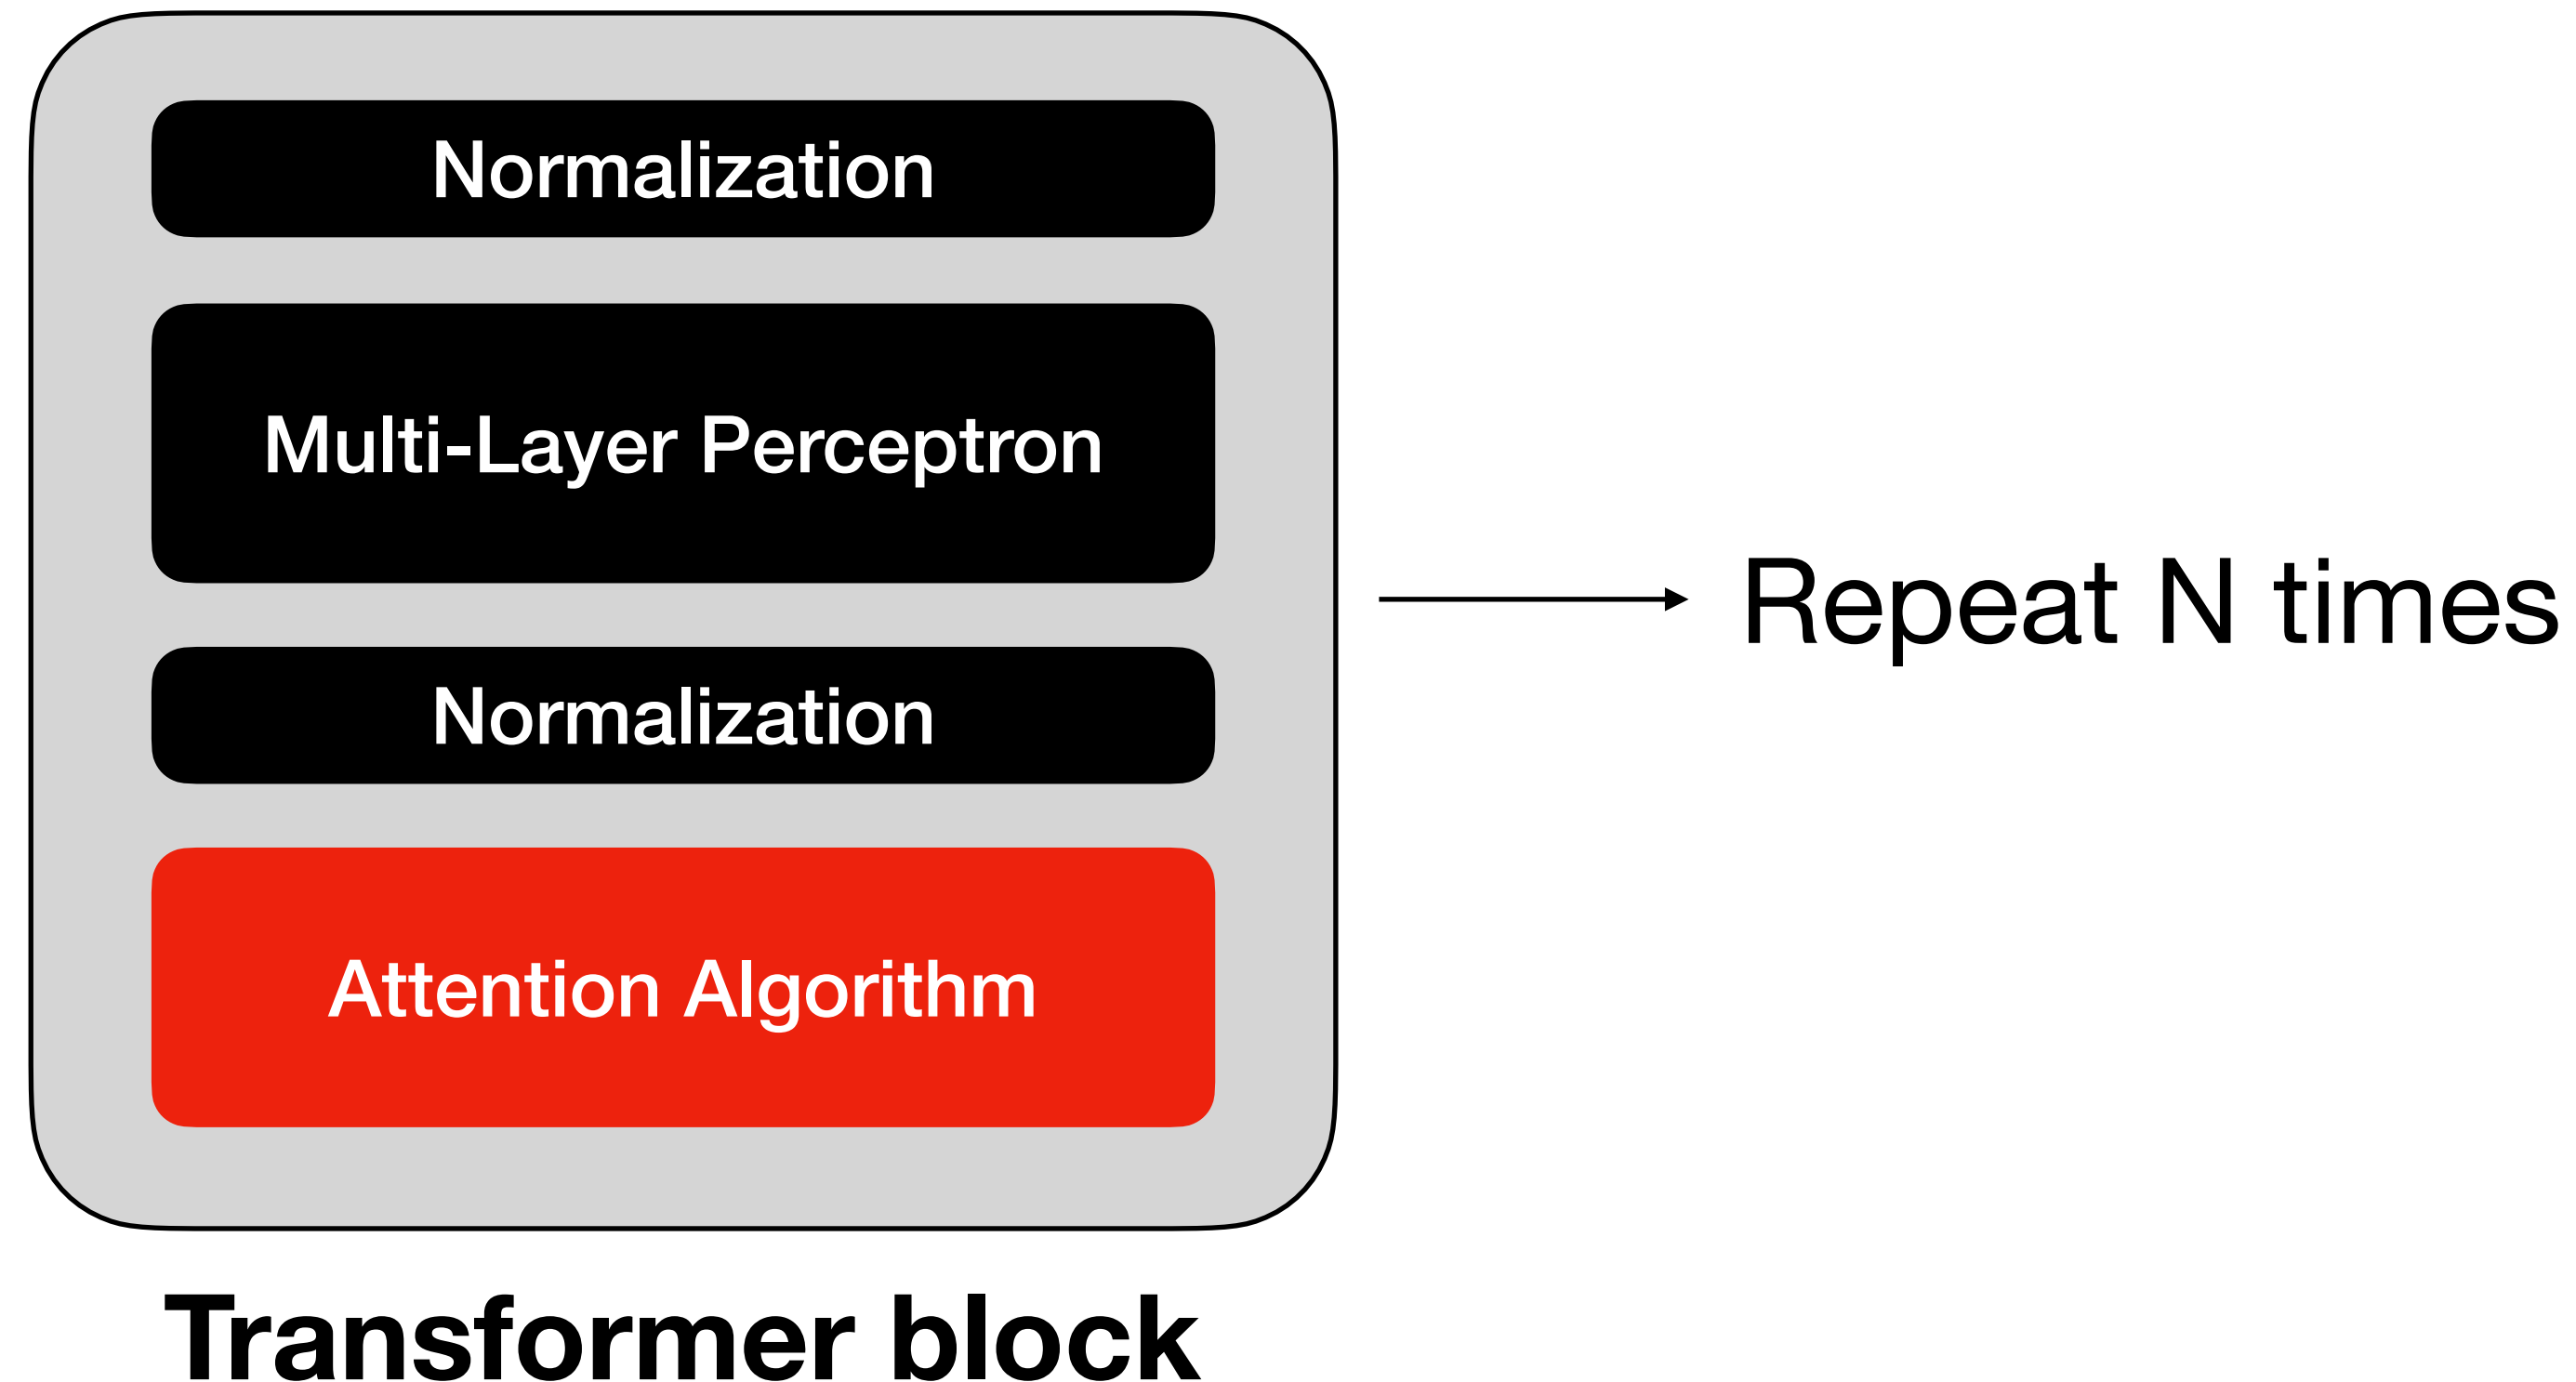 Normalization
Multi-Layer Perceptron
Normalization
Attention Algorithm
Repeat N times
Transformer block